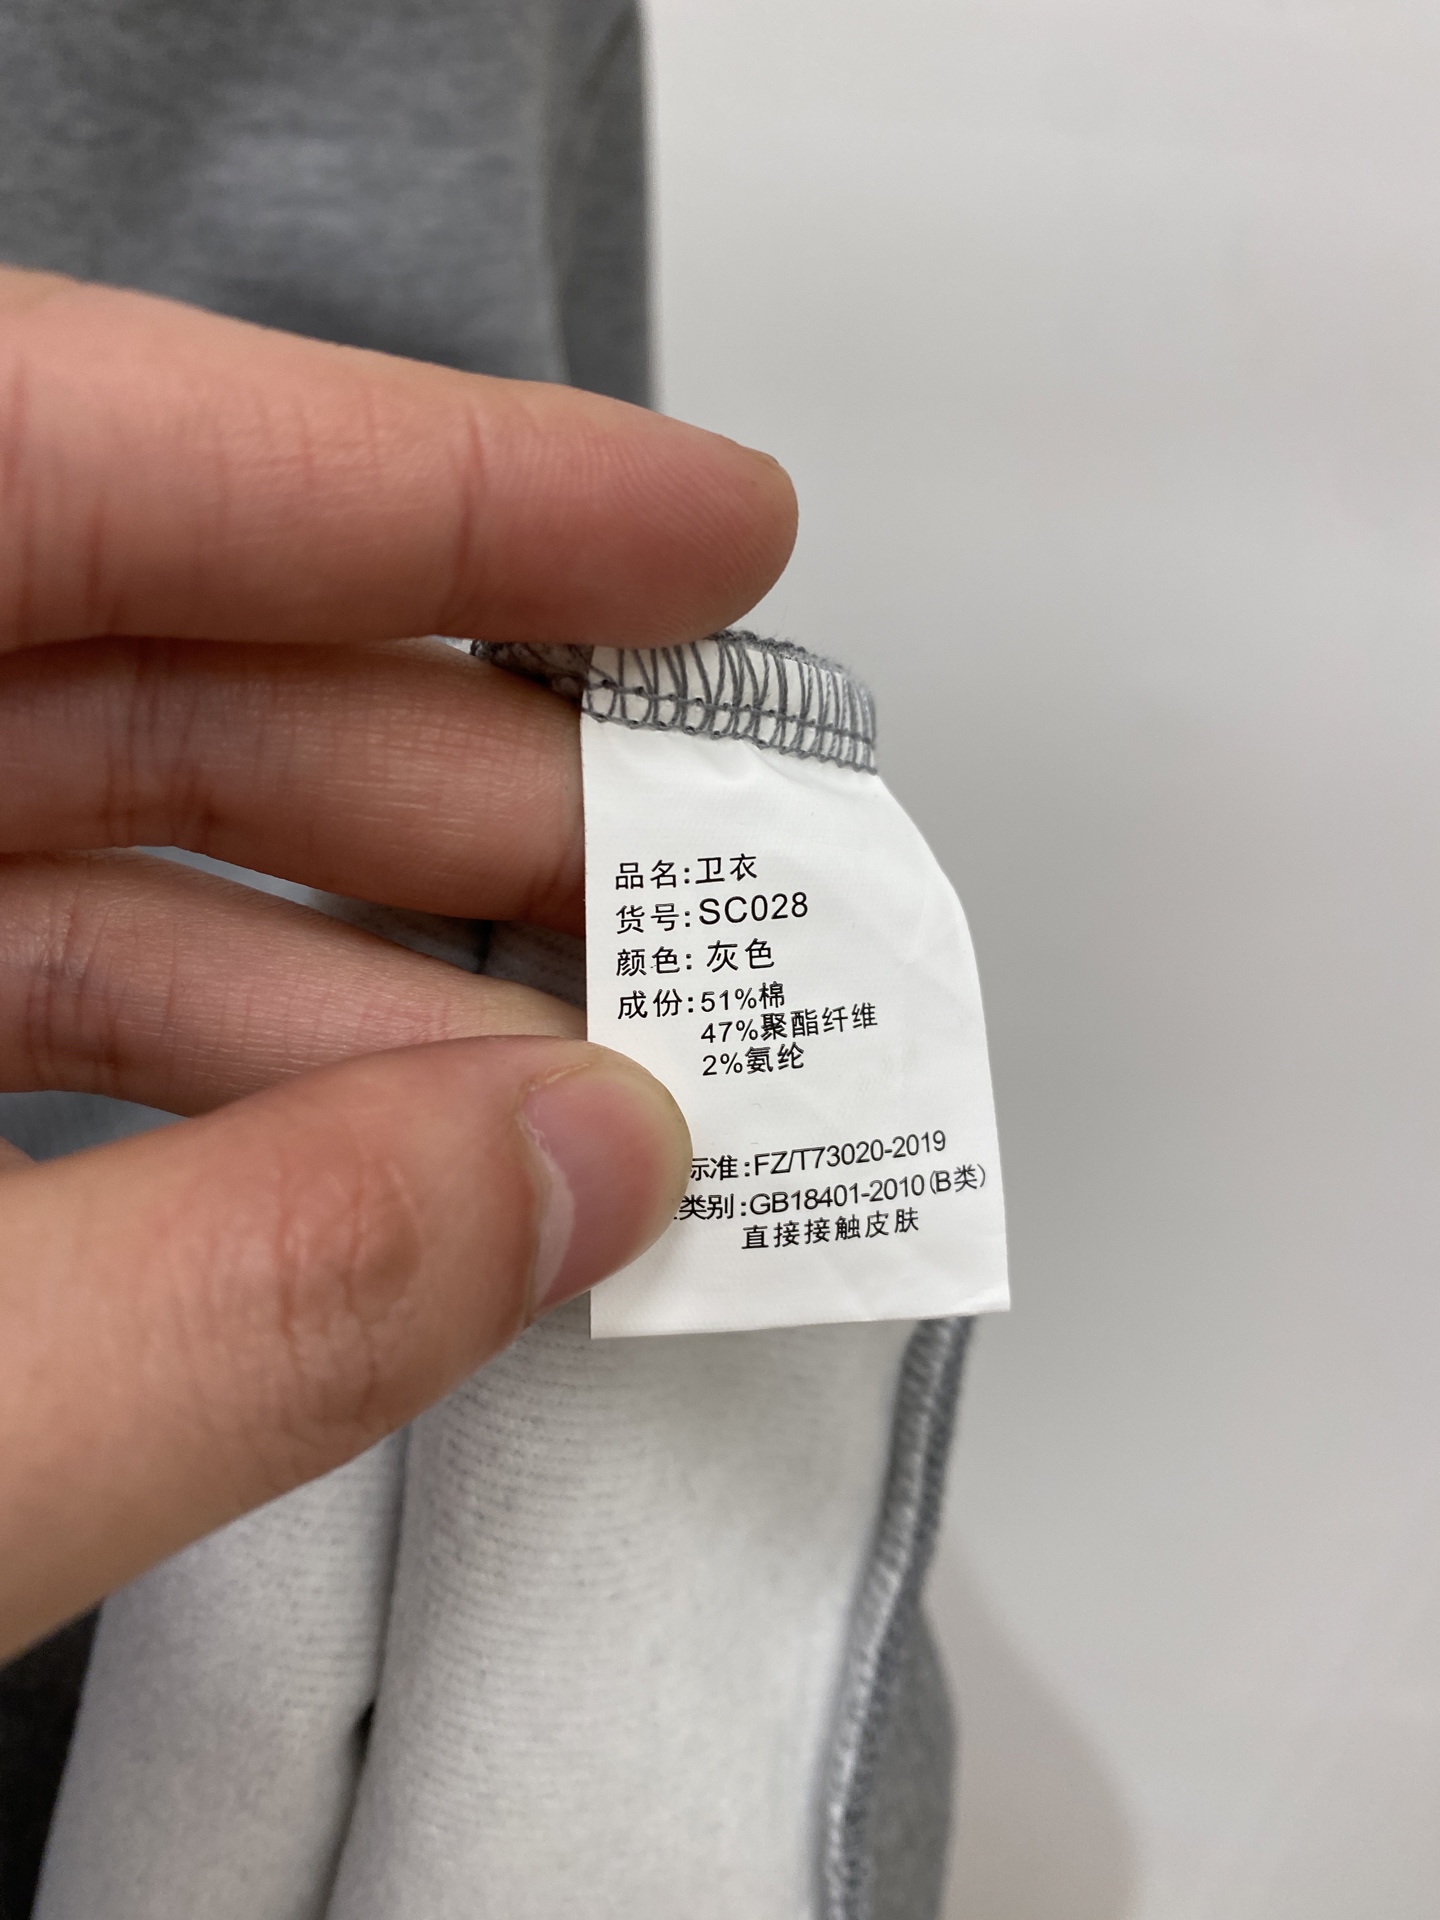 品名:卫衣
货号:SC028
颜色: 灰色
成份:51%棉
47%聚酯纤维
2%氨纶
标准:FZ/T73020-2019
类别:GB18401-2010(B类)
直接接触皮肤